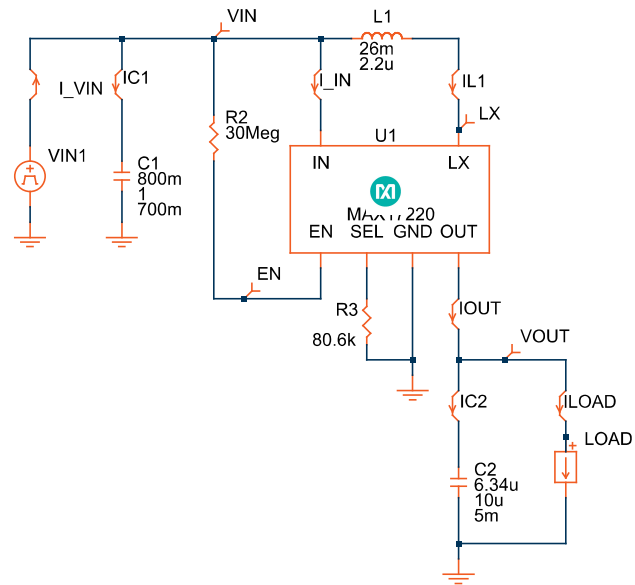 VIN
L1
26m
2.2u
I_VIN
IC1
I_IN
IL1
LX
R2
30Meg
U1
VIN1
C1
800m
1
700m
IN
LX
EN
SEL
GND
OUT
EN
R3
80.6k
IOUT
VOUT
IC2
ILOAD
LOAD
C2
6.34u
10u
5m